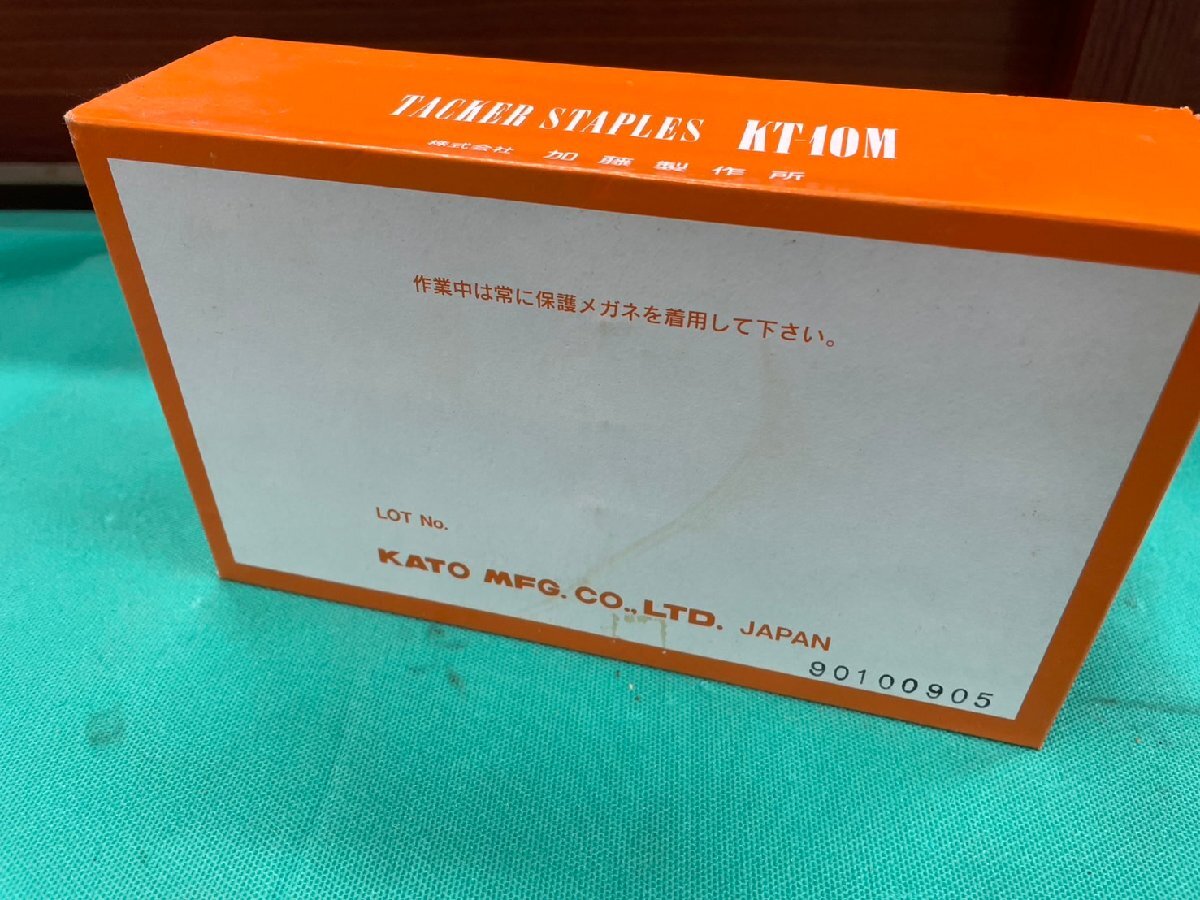 TACKER STAPLES KT-10M
株式会社 加藤製作所
作業中は常に保護メガネを着用して下さい。
LOT No.
KATO MFG. CO., LTD. JAPAN
90100905